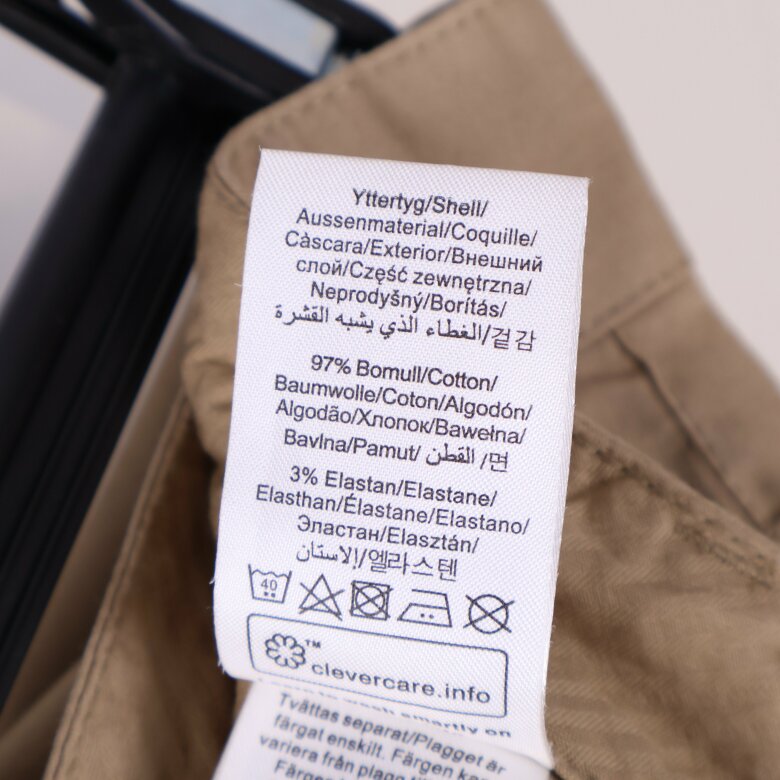 Yttertyg/Shell/
Aussenmaterial/Coquille/
Càscara/Exterior/Внешний
слой/Część zewnętrzna/
Neprodyšný/Borítás/
겉감/الغطاء الذي يشبه القشرة
97% Bomull/Cotton/
Baumwolle/Coton/Algodón/
Algodão/Хлопок/Bawełna/
Bavlna/Pamut/ القطن /면
3% Elastan/Elastane/
Elasthan/Élastane/Elastano/
Эластан/Elasztán/
엘라스텐/الاستان
40
TM
clevercare.info
Tvättas separat/Plagget är
färgat enskilt. Färgen kan
variera från plagg till